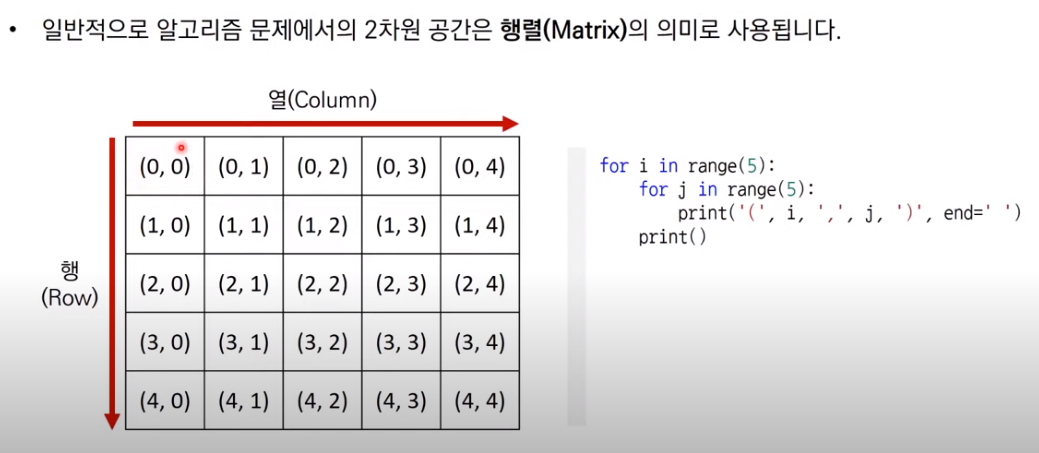 • 일반적으로 알고리즘 문제에서의 2차원 공간은 행렬(Matrix)의 의미로 사용됩니다.
열(Column)
(0, 0) (0, 1) (0, 2) (0, 3) (0, 4)
(1, 0) (1, 1) (1, 2) (1, 3) (1, 4)
(2, 0) (2, 1) (2, 2) (2, 3) (2, 4)
(3, 0) (3, 1) (3, 2) (3, 3) (3, 4)
(4, 0) (4, 1) (4, 2) (4, 3) (4, 4)
행
(Row)
for i in range(5):
    for j in range(5):
        print('(', i, ',', j, ')', end=' ')
    print()